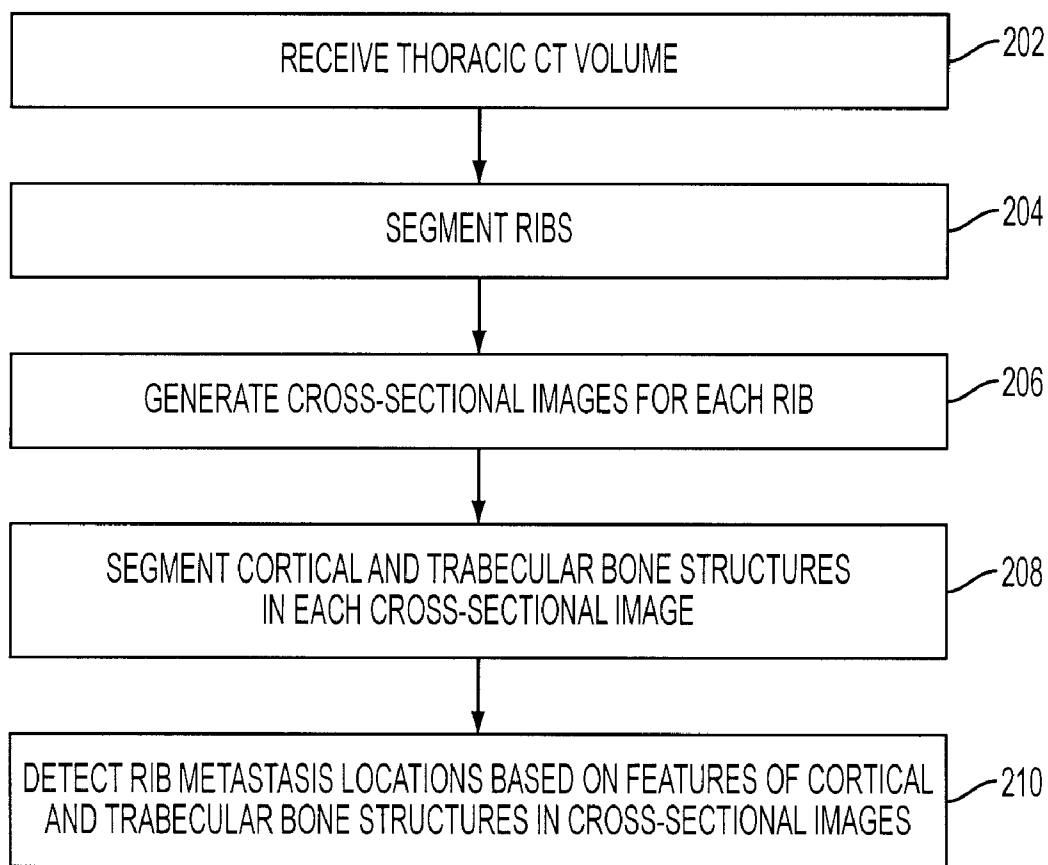 RECEIVE THORACIC CT VOLUME
202
SEGMENT RIBS
204
GENERATE CROSS-SECTIONAL IMAGES FOR EACH RIB
206
SEGMENT CORTICAL AND TRABECULAR BONE STRUCTURES
IN EACH CROSS-SECTIONAL IMAGE
208
DETECT RIB METASTASIS LOCATIONS BASED ON FEATURES OF CORTICAL
AND TRABECULAR BONE STRUCTURES IN CROSS-SECTIONAL IMAGES
210